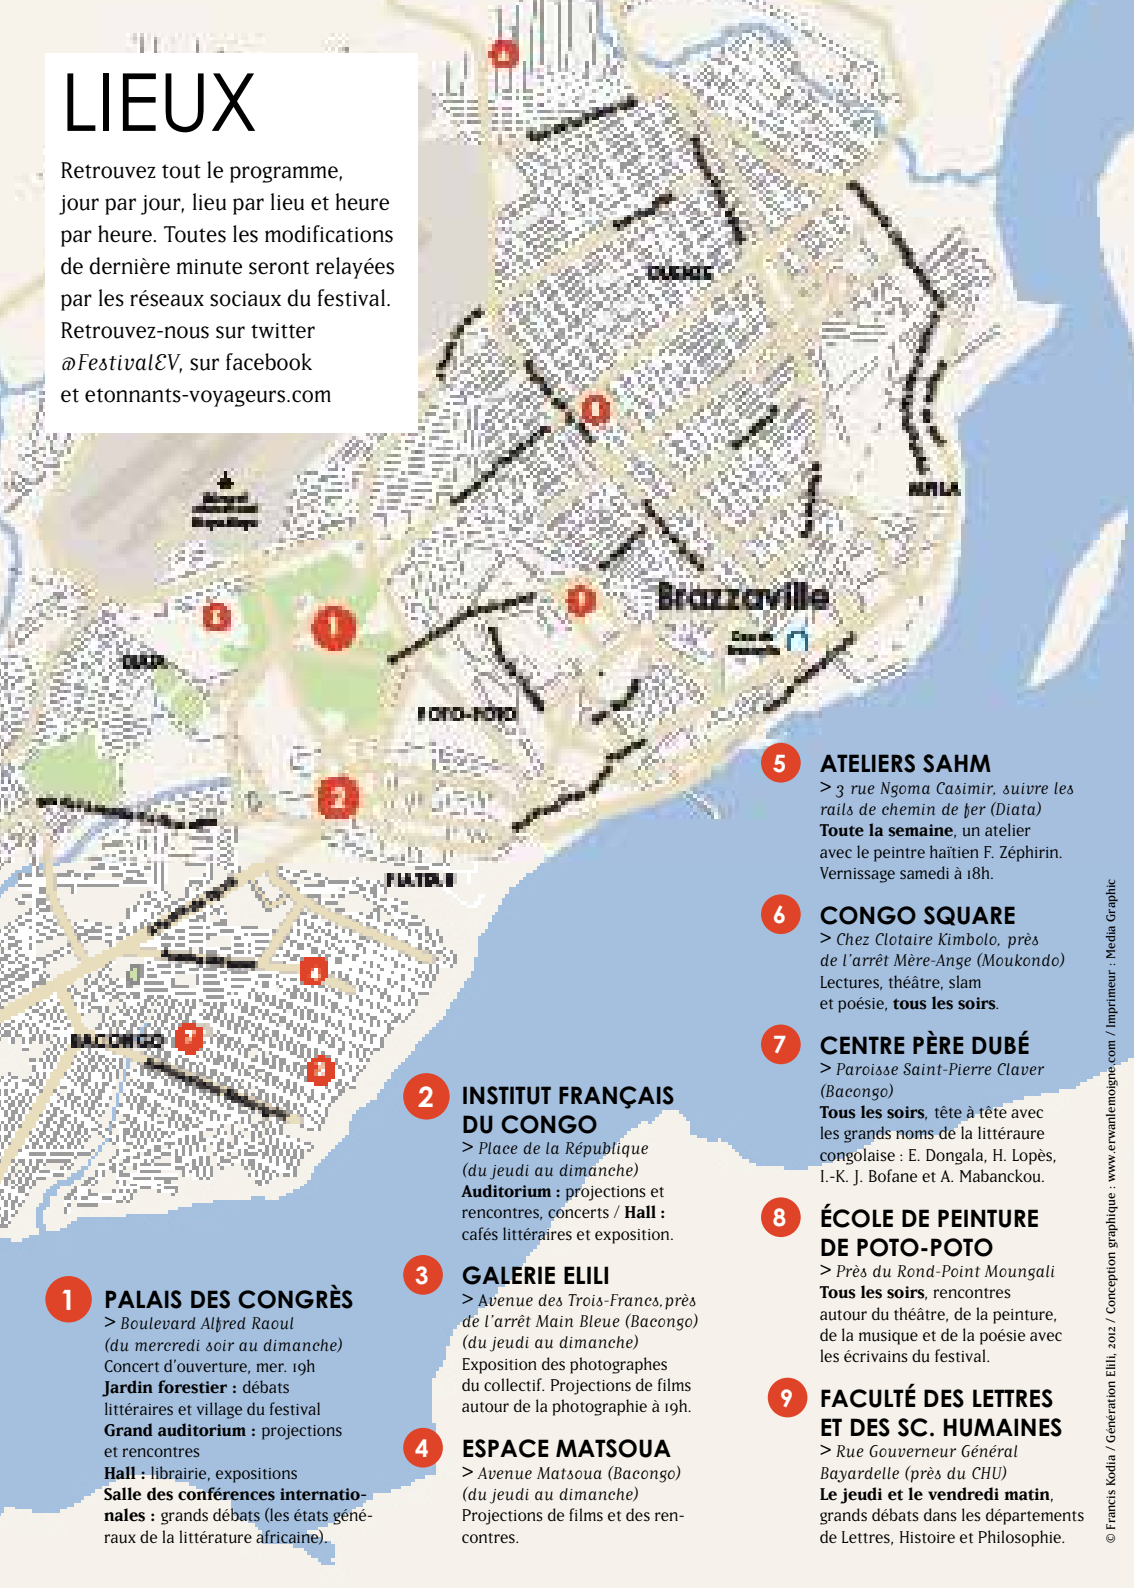 LIEUX
Retrouvez tout le programme,
jour par jour, lieu par lieu et heure
par heure. Toutes les modifications
de dernière minute seront relayées
par les réseaux sociaux du festival.
Retrouvez-nous sur twitter
@FestivalEV, sur facebook
et etonnants-voyageurs.com
OUENZE
MPILA
Brazzaville
1
POTO-POTO
2
PLATEAU
BACONGO
7
1 PALAIS DES CONGRÈS
> Boulevard Alfred Raoul
(du mercredi soir au dimanche)
Concert d'ouverture, mer. 19h
Jardin forestier : débats
littéraires et village du festival
Grand auditorium : projections
et rencontres
Hall : librairie, expositions
Salle des conférences internatio-
nales : grands débats (les états géné-
raux de la littérature africaine).
2 INSTITUT FRANÇAIS
DU CONGO
> Place de la République
(du jeudi au dimanche)
Auditorium : projections et
rencontres, concerts / Hall :
cafés littéraires et exposition.
3 GALERIE ELILI
> Avenue des Trois-Francs, près
de l'arrêt Main Bleue (Bacongo)
(du jeudi au dimanche)
Exposition des photographes
du collectif. Projections de films
autour de la photographie à 19h.
4 ESPACE MATSOUA
> Avenue Matsoua (Bacongo)
(du jeudi au dimanche)
Projections de films et des ren-
contres.
5 ATELIERS SAHM
> 3 rue Ngoma Casimir, suivre les
rails de chemin de fer (Diata)
Toute la semaine, un atelier
avec le peintre haïtien F. Zéphirin.
Vernissage samedi à 18h.
6 CONGO SQUARE
> Chez Clotaire Kimbolo, près
de l'arrêt Mère-Ange (Moukondo)
Lectures, théâtre, slam
et poésie, tous les soirs.
7 CENTRE PÈRE DUBÉ
> Paroisse Saint-Pierre Claver
(Bacongo)
Tous les soirs, tête à tête avec
les grands noms de la littéraure
congolaise : E. Dongala, H. Lopès,
I.-K. J. Bofane et A. Mabanckou.
8 ÉCOLE DE PEINTURE
DE POTO-POTO
> Près du Rond-Point Moungali
Tous les soirs, rencontres
autour du théâtre, de la peinture,
de la musique et de la poésie avec
les écrivains du festival.
9 FACULTÉ DES LETTRES
ET DES SC. HUMAINES
> Rue Gouverneur Général
Bayardelle (près du CHU)
Le jeudi et le vendredi matin,
grands débats dans les départements
de Lettres, Histoire et Philosophie.
© Francis Kodia / Génération Elili, 2012 / Conception graphique : www.erwanlemoigne.com / Imprimeur : Media Graphic